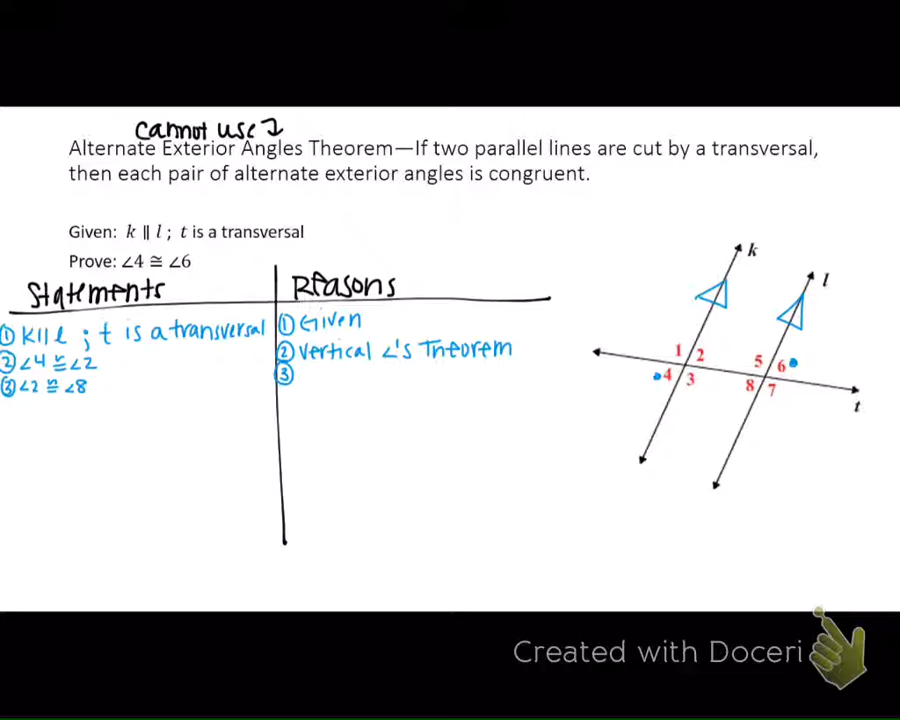 cannot use ↴
Alternate Exterior Angles Theorem—If two parallel lines are cut by a transversal,
then each pair of alternate exterior angles is congruent.
Given: k ∥ l ; t is a transversal
Prove: ∠4 ≅ ∠6
Statements
Reasons
① k∥l ; t is a transversal
① Given
② ∠4 ≅ ∠2
② Vertical ∠'s Theorem
③ ∠2 ≅ ∠8
③
k
l
1 2
4 3
5 6
8 7
t
Created with Doceri